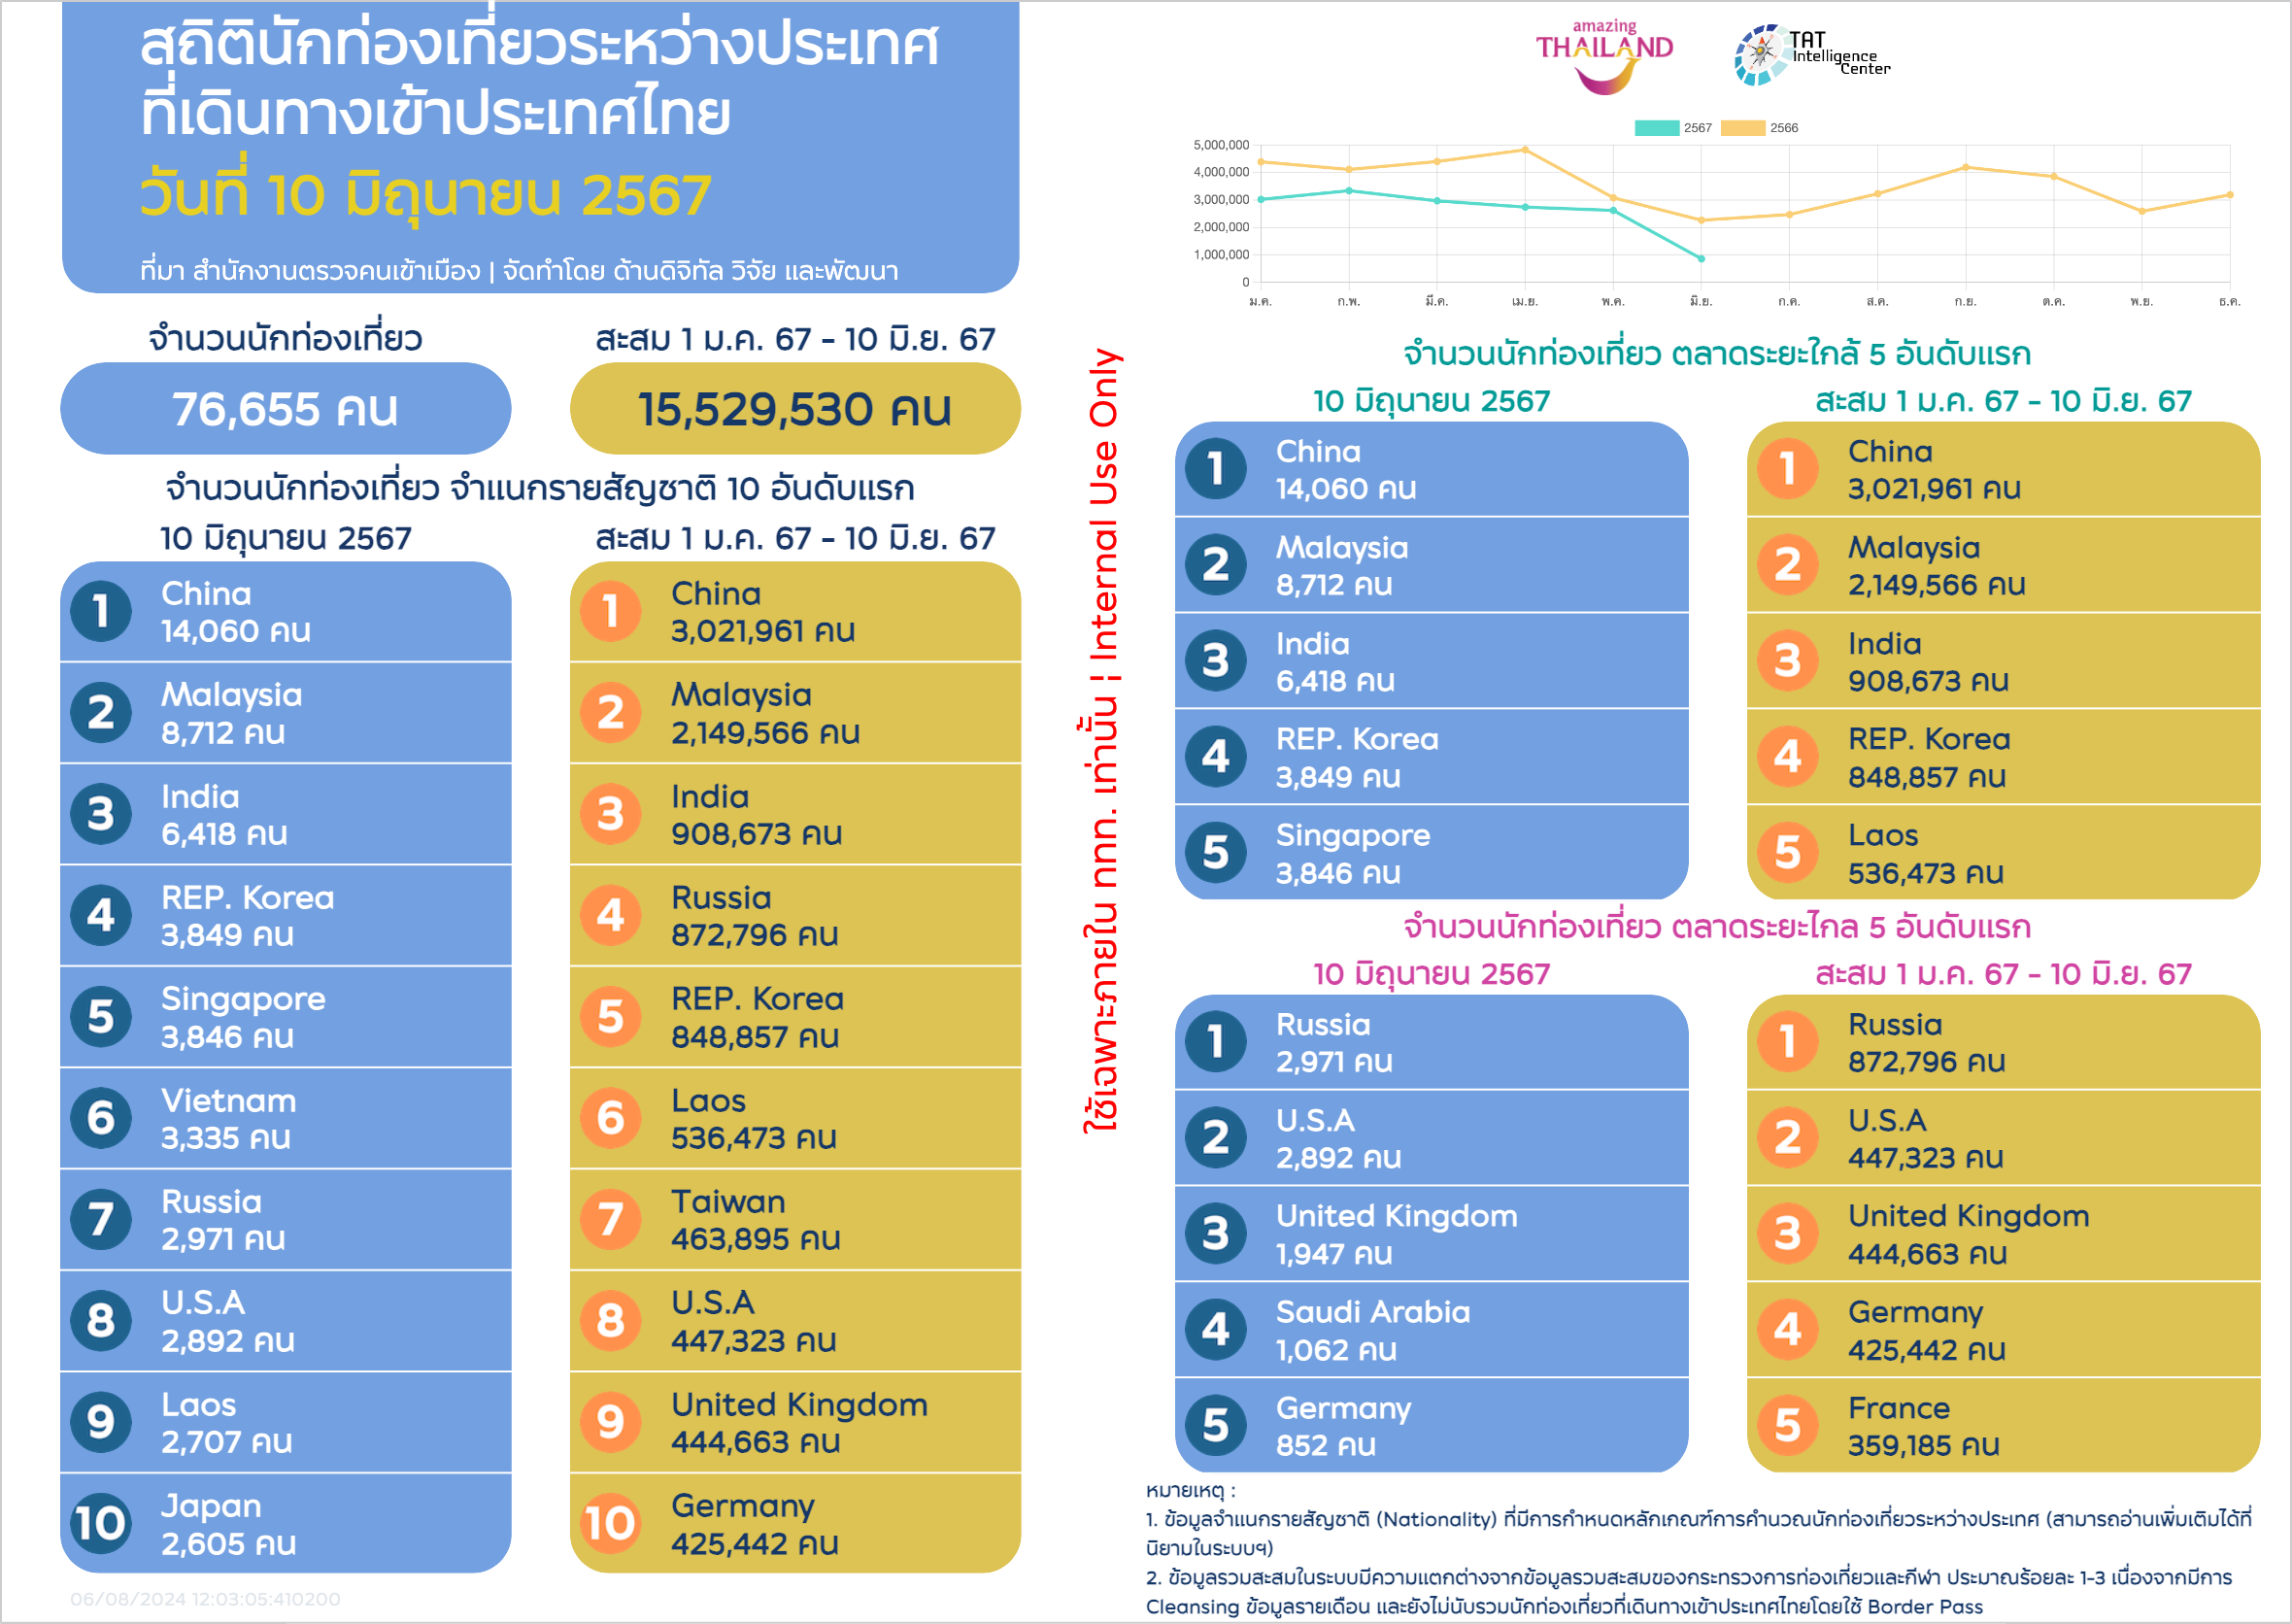 สถิตินักท่องเที่ยวระหว่างประเทศ
ที่เดินทางเข้าประเทศไทย
วันที่ 10 มิถุนายน 2567
ที่มา สำนักงานตรวจคนเข้าเมือง | จัดทำโดย ด้านดิจิทัล วิจัย และพัฒนา
จำนวนนักท่องเที่ยว
76,655 คน
สะสม 1 ม.ค. 67 - 10 มิ.ย. 67
15,529,530 คน
จำนวนนักท่องเที่ยว จำแนกรายสัญชาติ 10 อันดับแรก
10 มิถุนายน 2567
1
China
14,060 คน
2
Malaysia
8,712 คน
3
India
6,418 คน
4
REP. Korea
3,849 คน
5
Singapore
3,846 คน
6
Vietnam
3,335 คน
7
Russia
2,971 คน
8
U.S.A
2,892 คน
9
Laos
2,707 คน
10
Japan
2,605 คน
สะสม 1 ม.ค. 67 - 10 มิ.ย. 67
1
China
3,021,961 คน
2
Malaysia
2,149,566 คน
3
India
908,673 คน
4
Russia
872,796 คน
5
REP. Korea
848,857 คน
6
Laos
536,473 คน
7
Taiwan
463,895 คน
8
U.S.A
447,323 คน
9
United Kingdom
444,663 คน
10
Germany
425,442 คน
06/08/2024 12:03:05:410200
ใช้เฉพาะภายใน ททท. เท่านั้น ¦ Internal Use Only
amazing
THAILAND
TAT
Intelligence
Center
2567 2566
5,000,000
4,000,000
3,000,000
2,000,000
1,000,000
0
ม.ค. ก.พ. มี.ค. เม.ย. พ.ค. มิ.ย. ก.ค. ส.ค. ก.ย. ต.ค. พ.ย. ธ.ค.
จำนวนนักท่องเที่ยว ตลาดระยะใกล้ 5 อันดับแรก
10 มิถุนายน 2567
1
China
14,060 คน
2
Malaysia
8,712 คน
3
India
6,418 คน
4
REP. Korea
3,849 คน
5
Singapore
3,846 คน
สะสม 1 ม.ค. 67 - 10 มิ.ย. 67
1
China
3,021,961 คน
2
Malaysia
2,149,566 คน
3
India
908,673 คน
4
REP. Korea
848,857 คน
5
Laos
536,473 คน
จำนวนนักท่องเที่ยว ตลาดระยะไกล 5 อันดับแรก
10 มิถุนายน 2567
1
Russia
2,971 คน
2
U.S.A
2,892 คน
3
United Kingdom
1,947 คน
4
Saudi Arabia
1,062 คน
5
Germany
852 คน
สะสม 1 ม.ค. 67 - 10 มิ.ย. 67
1
Russia
872,796 คน
2
U.S.A
447,323 คน
3
United Kingdom
444,663 คน
4
Germany
425,442 คน
5
France
359,185 คน
หมายเหตุ :
1. ข้อมูลจำแนกรายสัญชาติ (Nationality) ที่มีการกำหนดหลักเกณฑ์การคำนวณนักท่องเที่ยวระหว่างประเทศ (สามารถอ่านเพิ่มเติมได้ที่
นิยามในระบบฯ)
2. ข้อมูลรวมสะสมในระบบมีความแตกต่างจากข้อมูลรวมสะสมของกระทรวงการท่องเที่ยวและกีฬา ประมาณร้อยละ 1-3 เนื่องจากมีการ
Cleansing ข้อมูลรายเดือน และยังไม่นับรวมนักท่องเที่ยวที่เดินทางเข้าประเทศไทยโดยใช้ Border Pass